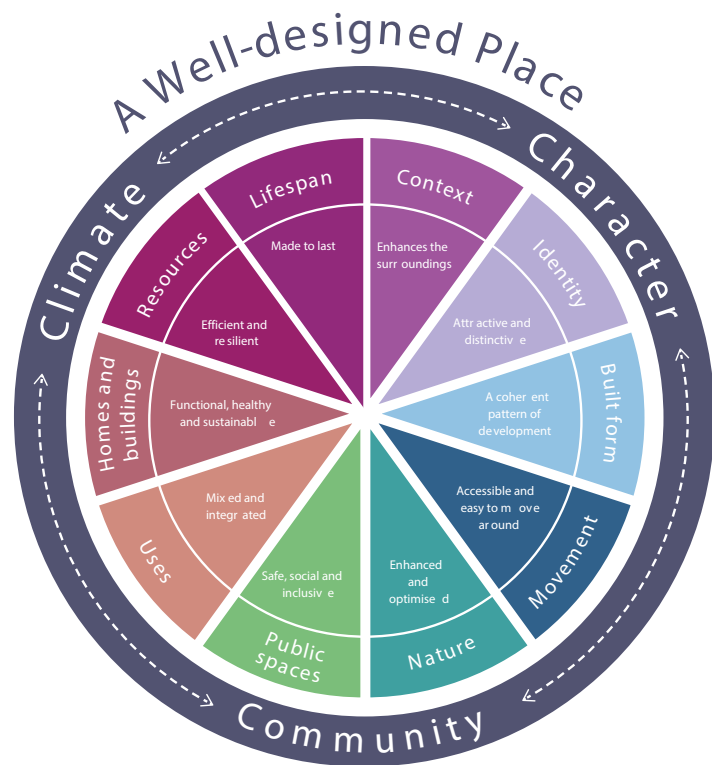 A Well-designed Place
Climate
Character
Community
Context
Enhances the
surr oundings
Identity
Attr active and
distinctiv e
Built form
A coher ent
pattern of
development
Movement
Accessible and
easy to m ove
ar ound
Nature
Enhanced
and
optimise d
Public
spaces
Safe, social and
inclusiv e
Uses
Mix ed and
integr ated
Homes and
buildings
Functional, healthy
and sustainabl e
Resources
Efficient and
re silient
Lifespan
Made to last